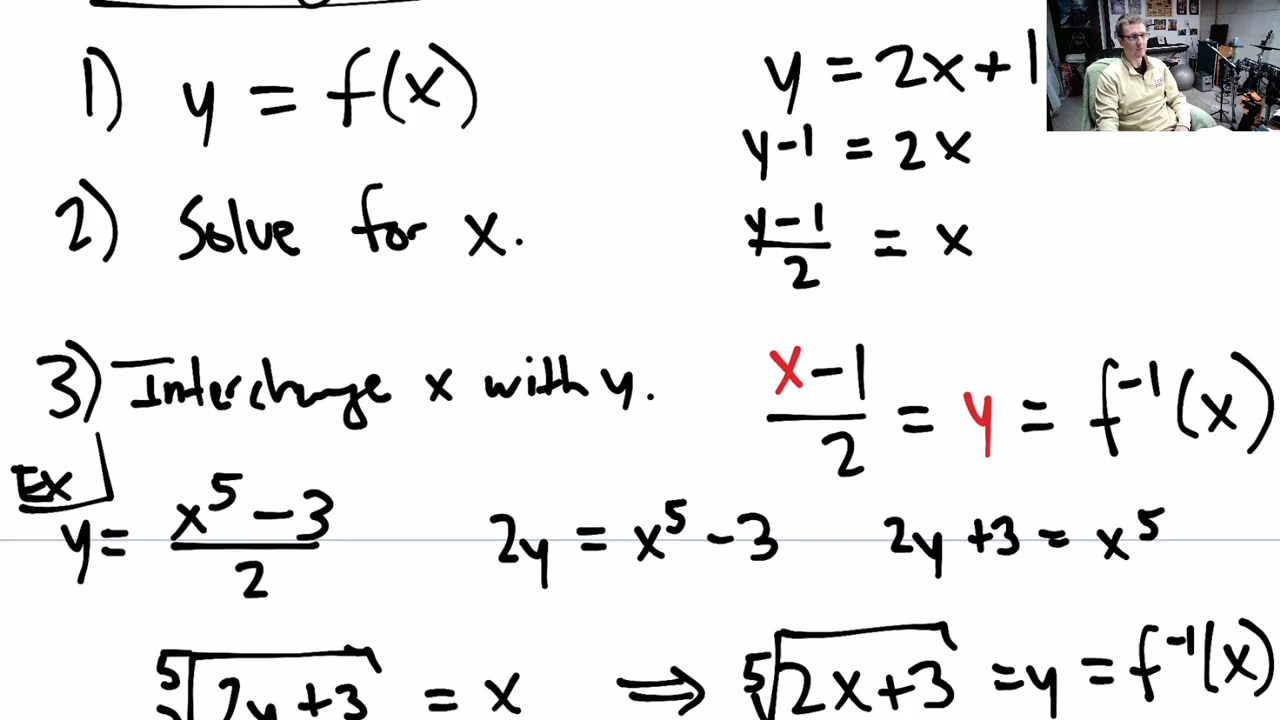 1) y = f(x)
y = 2x+1
y-1 = 2x
2) Solve for x.
y-1/2 = x
3) Interchange x with y.
x-1/2 = y = f⁻¹(x)
Ex
y = x⁵-3/2
2y = x⁵-3
2y+3 = x⁵
⁵√2y+3 = x ⟹ ⁵√2x+3 = y = f⁻¹(x)